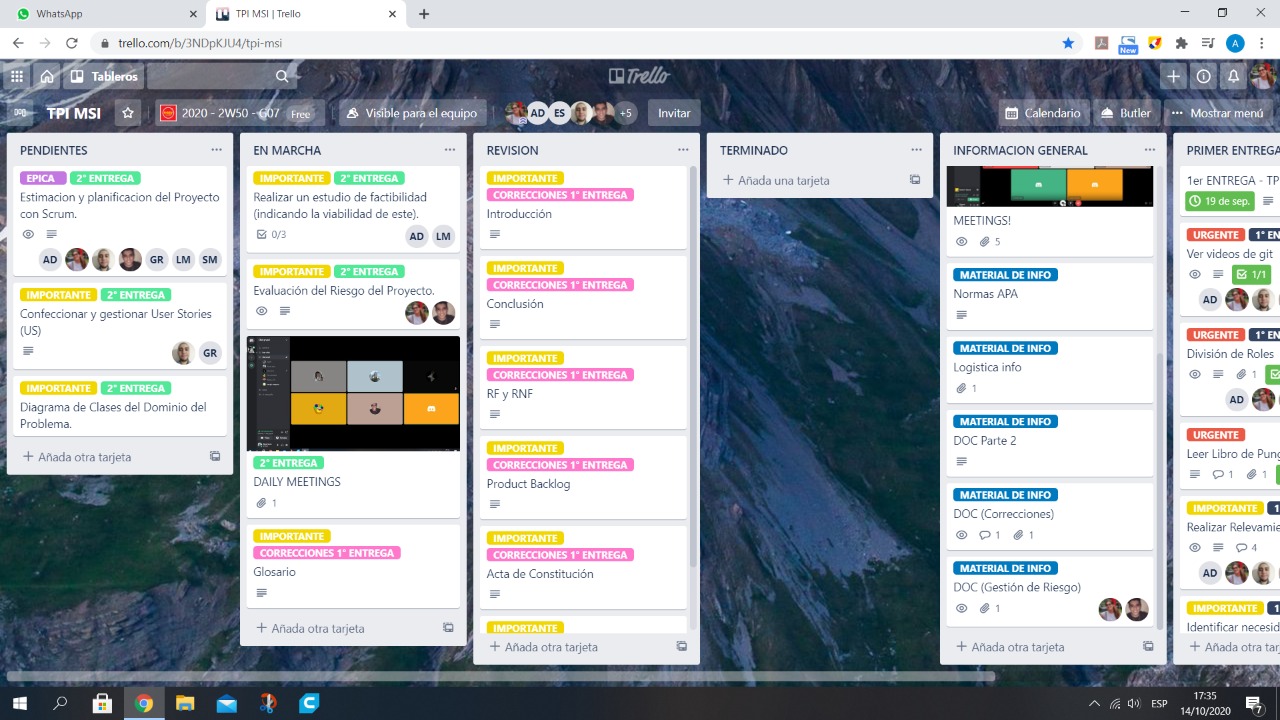 WhatsApp
TPI MSI | Trello
trello.com/b/3NDpKJU4/tpi-msi
New
A
Tableros
Trello
TPI MSI
2020 - 2W50 - G07 Free
Visible para el equipo
AD ES +5
Invitar
Calendario
Butler
Mostrar menú
PENDIENTES
EPICA 2° ENTREGA
Estimacion y planificacion del Proyecto
con Scrum.
AD GR LM SM
IMPORTANTE 2° ENTREGA
Confeccionar y gestionar User Stories
(US)
GR
IMPORTANTE 2° ENTREGA
Diagrama de Clases del Dominio del
Problema.
+ Añada otra tarjeta
EN MARCHA
IMPORTANTE 2° ENTREGA
Realizar un estudio de factibilidad
(indicando la viabilidad de este).
0/3 AD LM
IMPORTANTE 2° ENTREGA
Evaluación del Riesgo del Proyecto.
2° ENTREGA
DAILY MEETINGS
1
IMPORTANTE
CORRECCIONES 1° ENTREGA
Glosario
+ Añada otra tarjeta
REVISION
IMPORTANTE
CORRECCIONES 1° ENTREGA
Introducción
IMPORTANTE
CORRECCIONES 1° ENTREGA
Conclusión
IMPORTANTE
CORRECCIONES 1° ENTREGA
RF y RNF
IMPORTANTE
CORRECCIONES 1° ENTREGA
Product Backlog
IMPORTANTE
CORRECCIONES 1° ENTREGA
Acta de Constitución
IMPORTANTE
+ Añada otra tarjeta
TERMINADO
+ Añada una tarjeta
INFORMACION GENERAL
MEETINGS!
5
MATERIAL DE INFO
Normas APA
MATERIAL DE INFO
Logistica info
1
MATERIAL DE INFO
DOC Parte 2
MATERIAL DE INFO
DOC (Correcciones)
1 1
MATERIAL DE INFO
DOC (Gestión de Riesgo)
1
+ Añada otra tarjeta
PRIMER ENTREGA
1er ENTREGA - TP
19 de sep.
URGENTE 1° EN
Ver videos de git
1/1
AD
URGENTE 1° EN
División de Roles
1
AD
URGENTE
Leer Libro de Pung
1 1
IMPORTANTE 1
Realizar Relevamie
4
AD
IMPORTANTE 1
Identificar necesid
+ Añada otra tar
17:35
ESP
14/10/2020
7